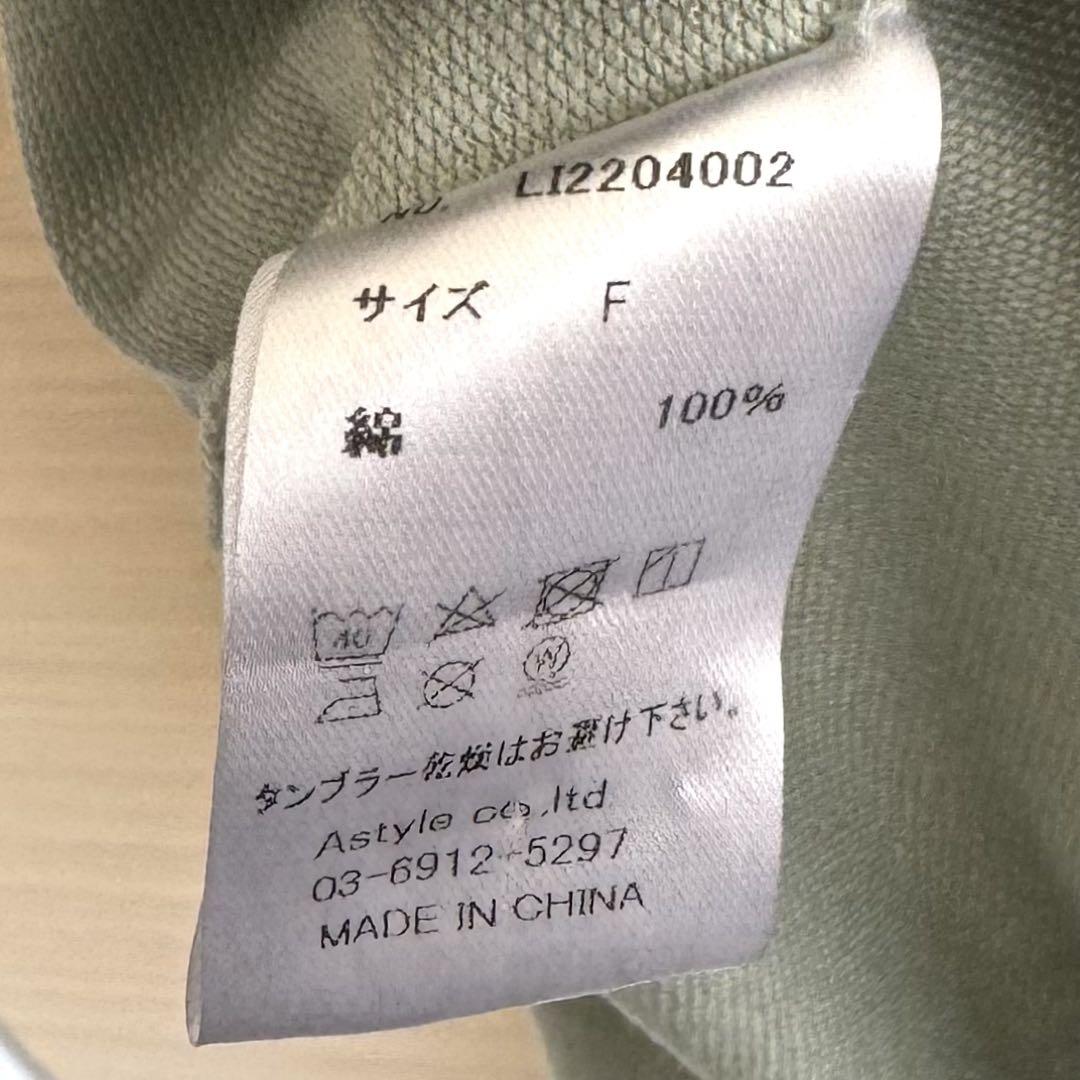 LI2204002
サイズ F
綿 100%
40
W
タンブラー乾燥はお避け下さい。
Astyle co.,ltd
03-6912-5297
MADE IN CHINA